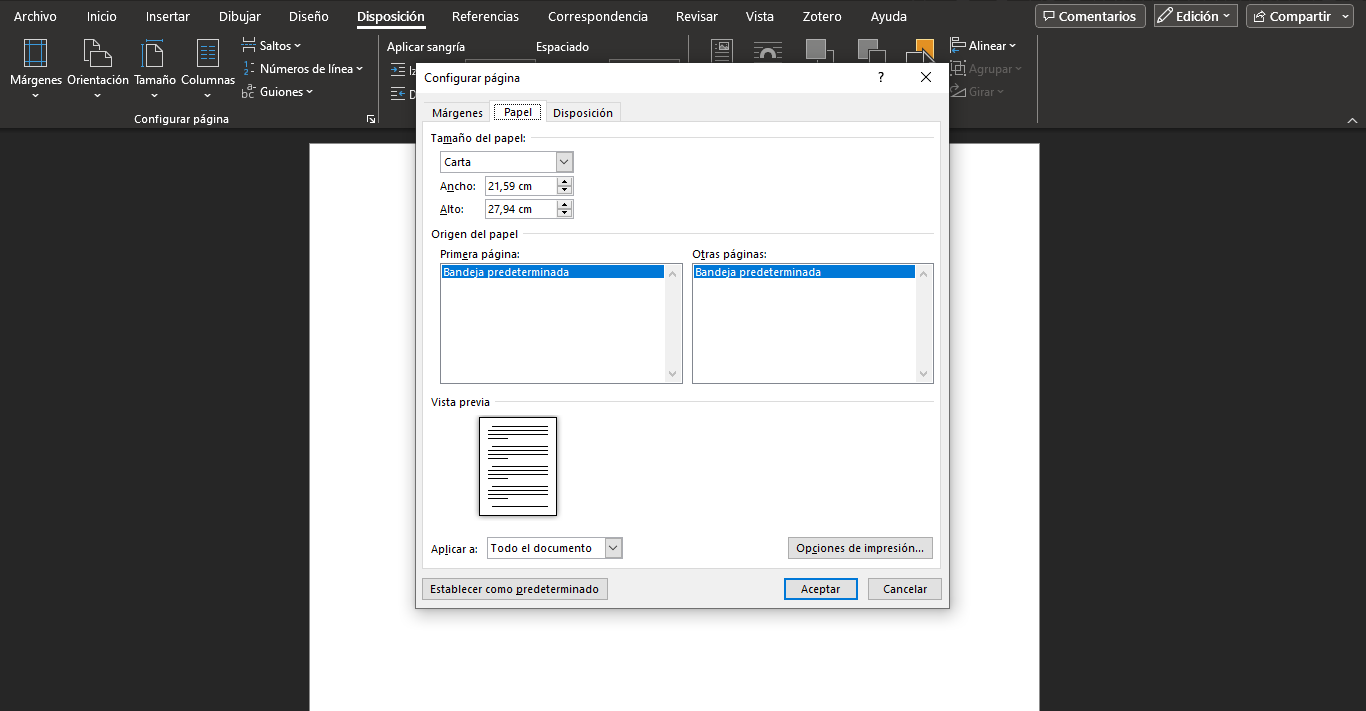 Archivo Inicio Insertar Dibujar Diseño Disposición Referencias Correspondencia Revisar Vista Zotero Ayuda Comentarios Edición Compartir
Márgenes Orientación Tamaño Columnas
Saltos
Números de línea
bc Guiones
Configurar página
Aplicar sangría Espaciado
Alinear
Agrupar
Girar
Configurar página ?
Márgenes Papel Disposición
Tamaño del papel:
Carta
Ancho: 21,59 cm
Alto: 27,94 cm
Origen del papel
Primera página: Otras páginas:
Bandeja predeterminada Bandeja predeterminada
Vista previa
Aplicar a: Todo el documento Opciones de impresión...
Establecer como predeterminado Aceptar Cancelar